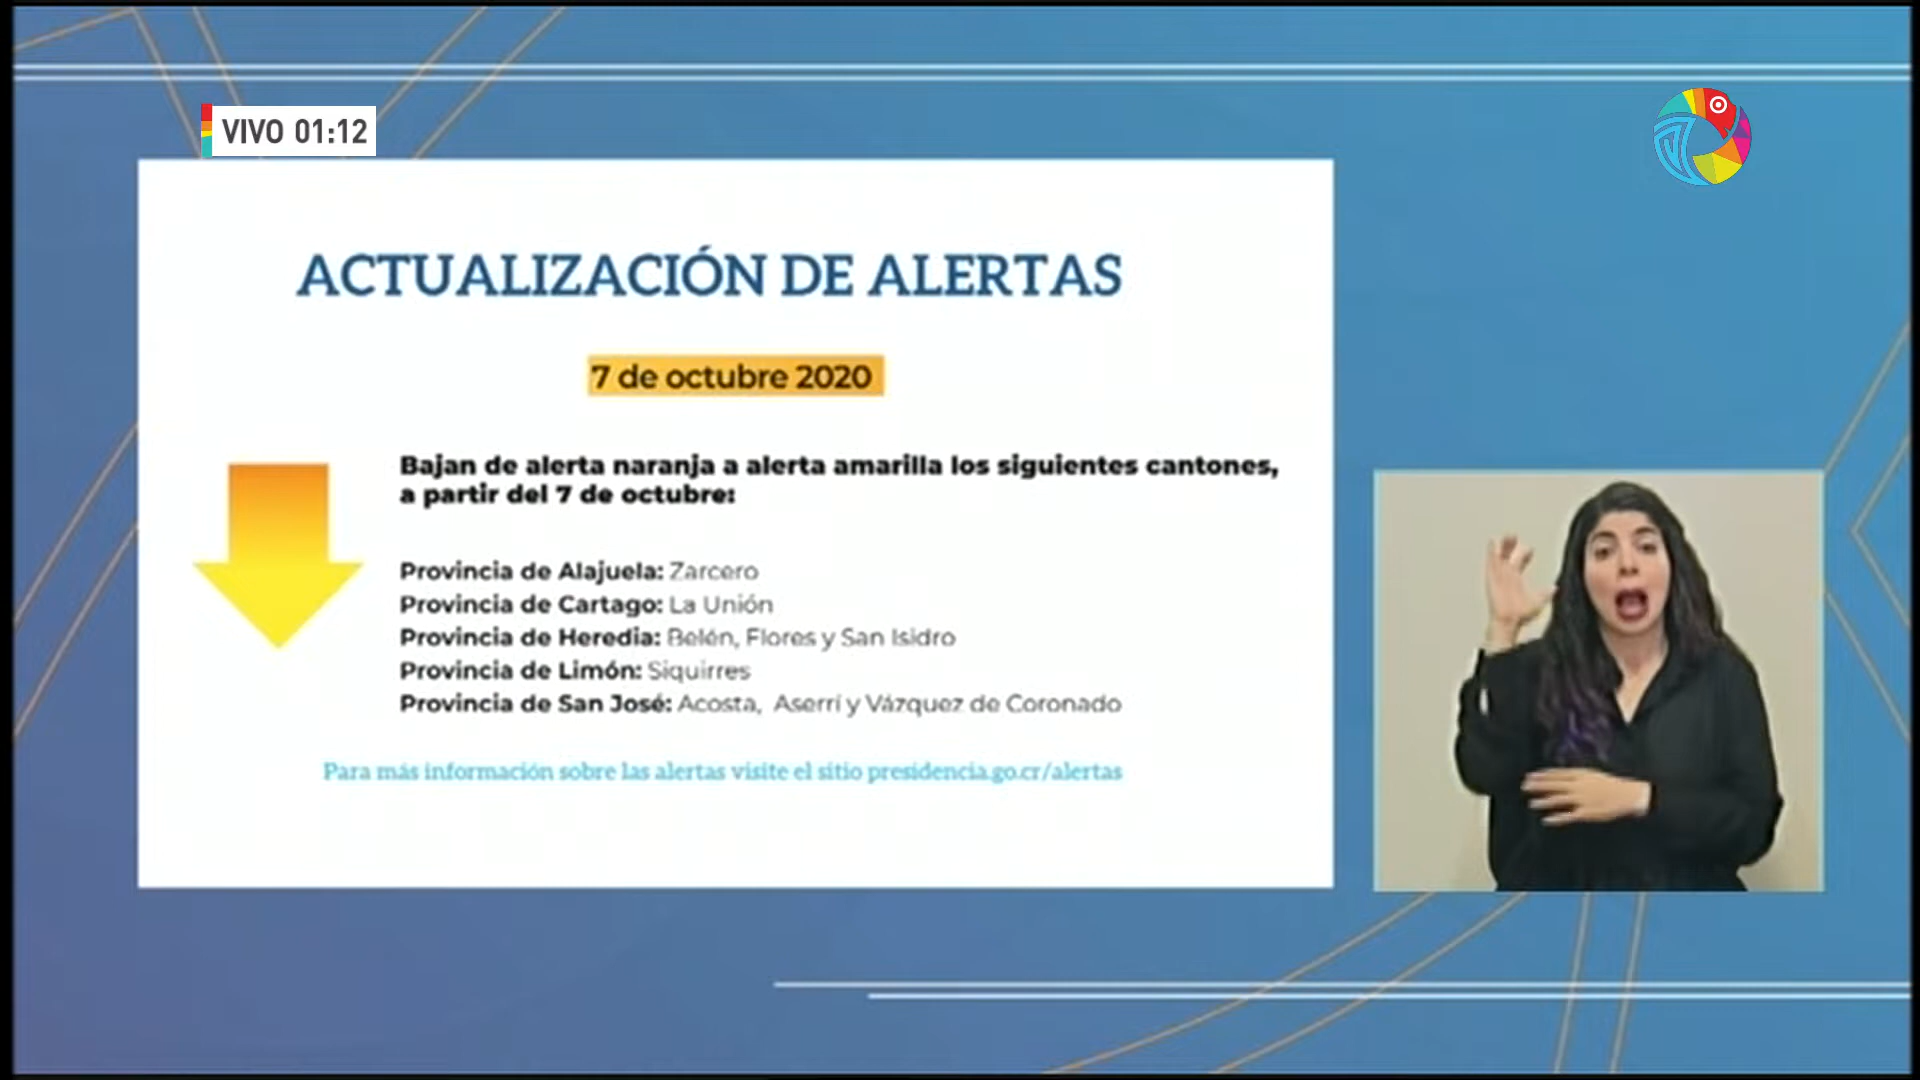 VIVO 01:12
ACTUALIZACIÓN DE ALERTAS
7 de octubre 2020
Bajan de alerta naranja a alerta amarilla los siguientes cantones,
a partir del 7 de octubre:
Provincia de Alajuela: Zarcero
Provincia de Cartago: La Unión
Provincia de Heredia: Belén, Flores y San Isidro
Provincia de Limón: Siquirres
Provincia de San José: Acosta, Aserrí y Vázquez de Coronado
Para más información sobre las alertas visite el sitio presidencia.go.cr/alertas